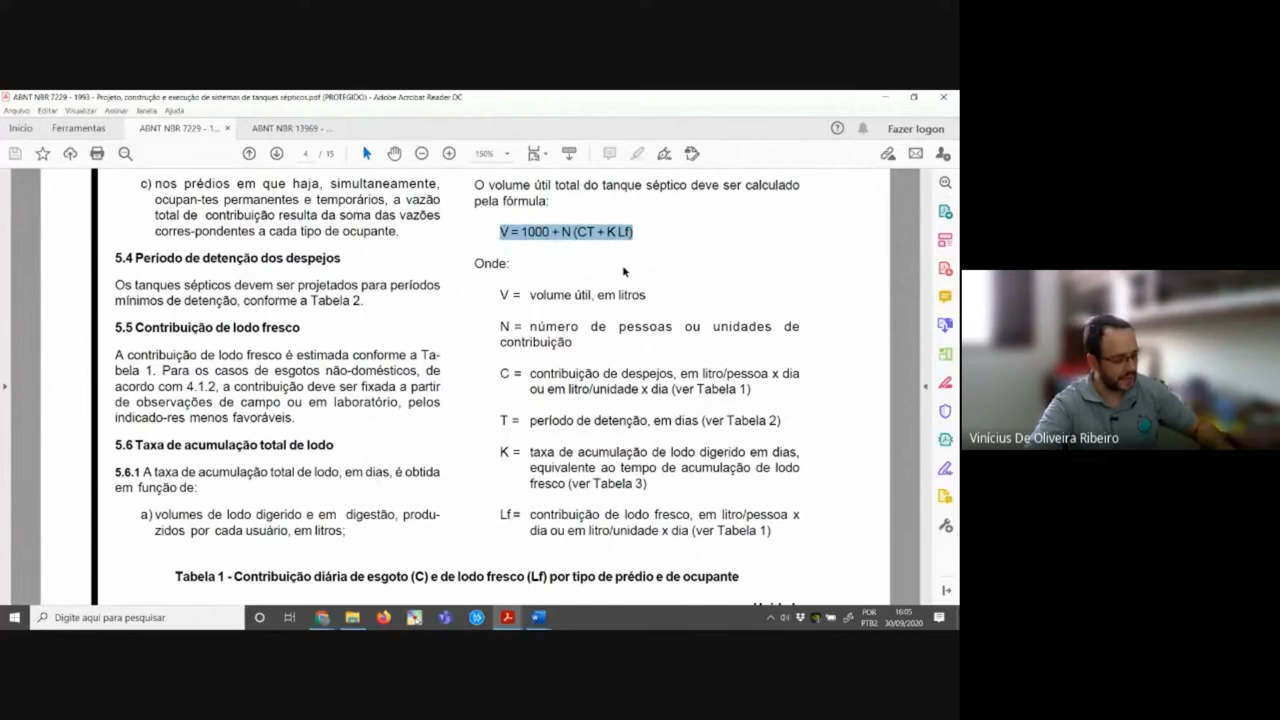 ABNT NBR 7229 - 1993 - Projeto, construção e execução de sistemas de tanques sépticos.pdf (PROTEGIDO) - Adobe Acrobat Reader DC
Arquivo Editar Visualizar Assinar Janela Ajuda
Início Ferramentas ABNT NBR 7229 - 1... × ABNT NBR 13969 - ... Fazer logon
4 / 15 150%
c) nos prédios em que haja, simultaneamente,
ocupan-tes permanentes e temporários, a vazão
total de contribuição resulta da soma das vazões
corres-pondentes a cada tipo de ocupante.
5.4 Período de detenção dos despejos
Os tanques sépticos devem ser projetados para períodos
mínimos de detenção, conforme a Tabela 2.
5.5 Contribuição de lodo fresco
A contribuição de lodo fresco é estimada conforme a Ta-
bela 1. Para os casos de esgotos não-domésticos, de
acordo com 4.1.2, a contribuição deve ser fixada a partir
de observações de campo ou em laboratório, pelos
indicado-res menos favoráveis.
5.6 Taxa de acumulação total de lodo
5.6.1 A taxa de acumulação total de lodo, em dias, é obtida
em função de:
a) volumes de lodo digerido e em digestão, produ-
zidos por cada usuário, em litros;
O volume útil total do tanque séptico deve ser calculado
pela fórmula:
V = 1000 + N (CT + K Lf)
Onde:
V = volume útil, em litros
N = número de pessoas ou unidades de
contribuição
C = contribuição de despejos, em litro/pessoa x dia
ou em litro/unidade x dia (ver Tabela 1)
T = período de detenção, em dias (ver Tabela 2)
K = taxa de acumulação de lodo digerido em dias,
equivalente ao tempo de acumulação de lodo
fresco (ver Tabela 3)
Lf = contribuição de lodo fresco, em litro/pessoa x
dia ou em litro/unidade x dia (ver Tabela 1)
Tabela 1 - Contribuição diária de esgoto (C) e de lodo fresco (Lf) por tipo de prédio e de ocupante
Digite aqui para pesquisar
POR 16:05
PTB2 30/09/2020
Vinícius De Oliveira Ribeiro